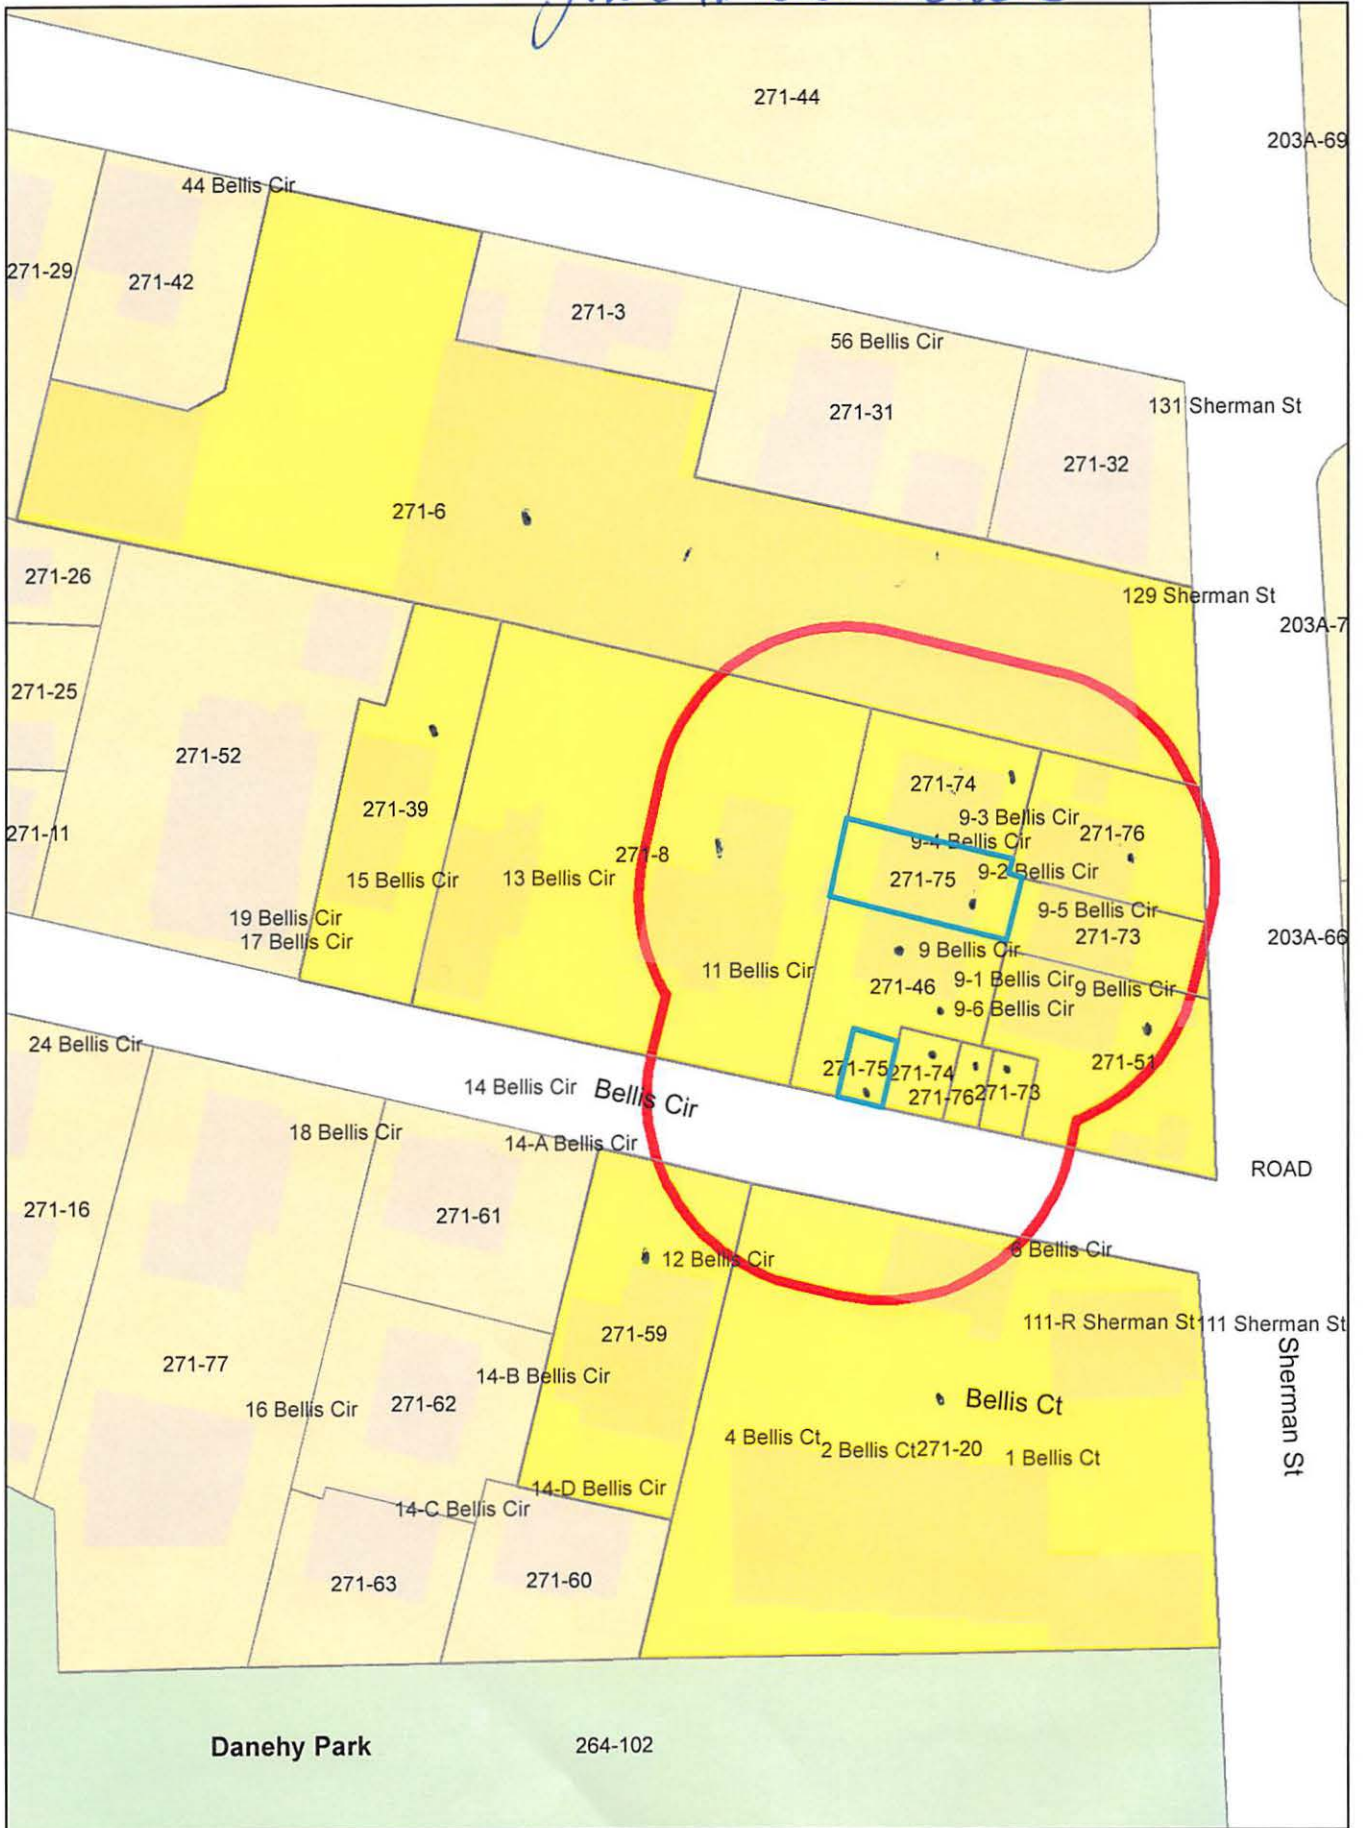 271-44
203A-69
44 Bellis Cir
271-29
271-42
271-3
56 Bellis Cir
271-31
131 Sherman St
271-32
271-6
271-26
129 Sherman St
203A-7
271-25
271-52
271-74
271-39
9-3 Bellis Cir
271-76
271-11
9-4 Bellis Cir
271-8
9-2 Bellis Cir
15 Bellis Cir
13 Bellis Cir
271-75
9-5 Bellis Cir
19 Bellis Cir
271-73
203A-66
17 Bellis Cir
9 Bellis Cir
11 Bellis Cir
9-1 Bellis Cir
271-46
9 Bellis Cir
9-6 Bellis Cir
24 Bellis Cir
271-51
271-75
271-74
14 Bellis Cir
Bellis Cir
271-76
271-73
18 Bellis Cir
14-A Bellis Cir
ROAD
271-16
271-61
6 Bellis Cir
12 Bellis Cir
111-R Sherman St
111 Sherman St
271-59
271-77
14-B Bellis Cir
Sherman St
271-62
16 Bellis Cir
Bellis Ct
4 Bellis Ct
2 Bellis Ct
271-20
1 Bellis Ct
14-D Bellis Cir
14-C Bellis Cir
271-63
271-60
Danehy Park
264-102